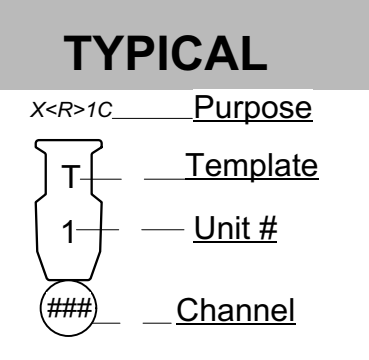 TYPICAL
X<R>1C Purpose
T Template
1 Unit #
### Channel